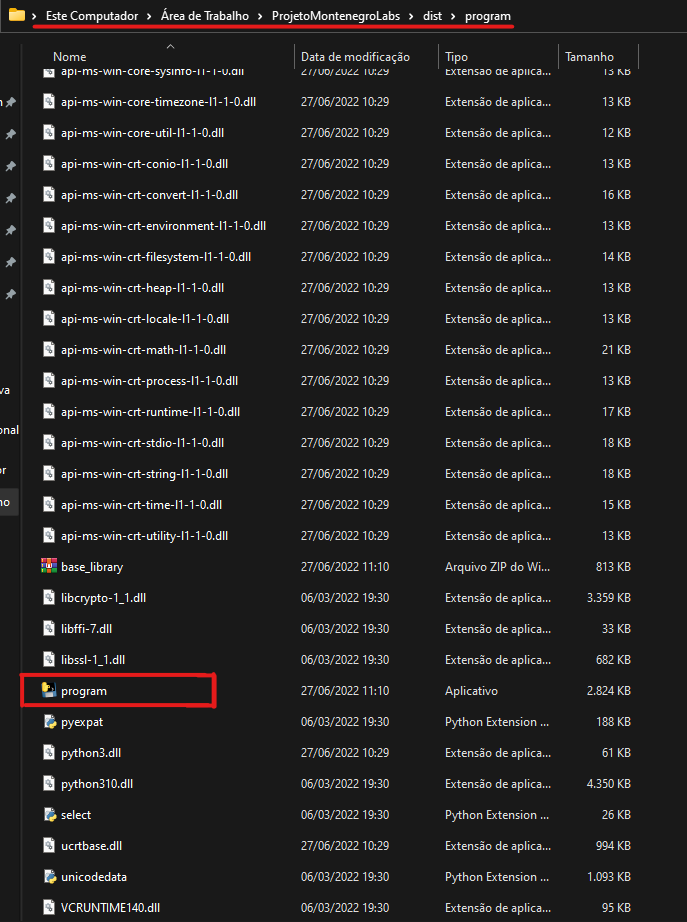 Este Computador > Área de Trabalho > ProjetoMontenegroLabs > dist > program
Nome Data de modificação Tipo Tamanho
api-ms-win-core-sysinfo-l1-1-0.dll 27/06/2022 10:29 Extensão de aplica... 13 KB
api-ms-win-core-timezone-l1-1-0.dll 27/06/2022 10:29 Extensão de aplica... 13 KB
api-ms-win-core-util-l1-1-0.dll 27/06/2022 10:29 Extensão de aplica... 12 KB
api-ms-win-crt-conio-l1-1-0.dll 27/06/2022 10:29 Extensão de aplica... 13 KB
api-ms-win-crt-convert-l1-1-0.dll 27/06/2022 10:29 Extensão de aplica... 16 KB
api-ms-win-crt-environment-l1-1-0.dll 27/06/2022 10:29 Extensão de aplica... 13 KB
api-ms-win-crt-filesystem-l1-1-0.dll 27/06/2022 10:29 Extensão de aplica... 14 KB
api-ms-win-crt-heap-l1-1-0.dll 27/06/2022 10:29 Extensão de aplica... 13 KB
api-ms-win-crt-locale-l1-1-0.dll 27/06/2022 10:29 Extensão de aplica... 13 KB
api-ms-win-crt-math-l1-1-0.dll 27/06/2022 10:29 Extensão de aplica... 21 KB
api-ms-win-crt-process-l1-1-0.dll 27/06/2022 10:29 Extensão de aplica... 13 KB
va
api-ms-win-crt-runtime-l1-1-0.dll 27/06/2022 10:29 Extensão de aplica... 17 KB
onal
api-ms-win-crt-stdio-l1-1-0.dll 27/06/2022 10:29 Extensão de aplica... 18 KB
or
api-ms-win-crt-string-l1-1-0.dll 27/06/2022 10:29 Extensão de aplica... 18 KB
ho
api-ms-win-crt-time-l1-1-0.dll 27/06/2022 10:29 Extensão de aplica... 15 KB
api-ms-win-crt-utility-l1-1-0.dll 27/06/2022 10:29 Extensão de aplica... 13 KB
base_library 27/06/2022 11:10 Arquivo ZIP do Wi... 813 KB
libcrypto-1_1.dll 06/03/2022 19:30 Extensão de aplica... 3.359 KB
libffi-7.dll 06/03/2022 19:30 Extensão de aplica... 33 KB
libssl-1_1.dll 06/03/2022 19:30 Extensão de aplica... 682 KB
program 27/06/2022 11:10 Aplicativo 2.824 KB
pyexpat 06/03/2022 19:30 Python Extension ... 188 KB
python3.dll 27/06/2022 10:29 Extensão de aplica... 61 KB
python310.dll 06/03/2022 19:30 Extensão de aplica... 4.350 KB
select 06/03/2022 19:30 Python Extension ... 26 KB
ucrtbase.dll 27/06/2022 10:29 Extensão de aplica... 994 KB
unicodedata 06/03/2022 19:30 Python Extension ... 1.093 KB
VCRUNTIME140.dll 06/03/2022 19:30 Extensão de aplica... 95 KB